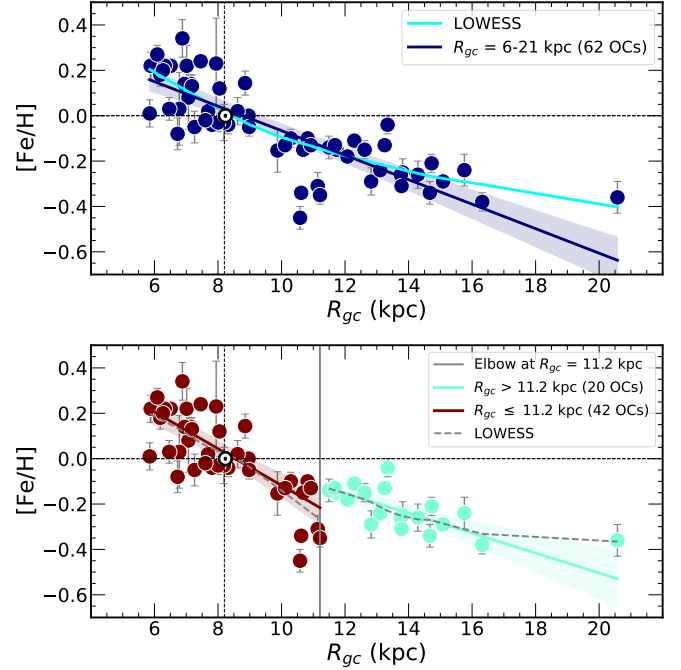 LOWESS
R_gc = 6-21 kpc (62 OCs)
[Fe/H]
0.4
0.2
0.0
−0.2
−0.4
−0.6
6 8 10 12 14 16 18 20
R_gc (kpc)
Elbow at R_gc = 11.2 kpc
R_gc > 11.2 kpc (20 OCs)
R_gc ≤ 11.2 kpc (42 OCs)
LOWESS
[Fe/H]
0.4
0.2
0.0
−0.2
−0.4
−0.6
6 8 10 12 14 16 18 20
R_gc (kpc)